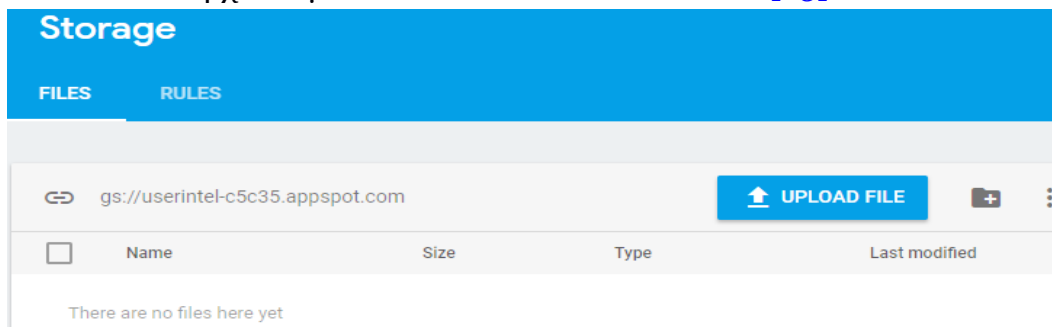 Storage
FILES RULES
gs://userintel-c5c35.appspot.com UPLOAD FILE
Name Size Type Last modified
There are no files here yet